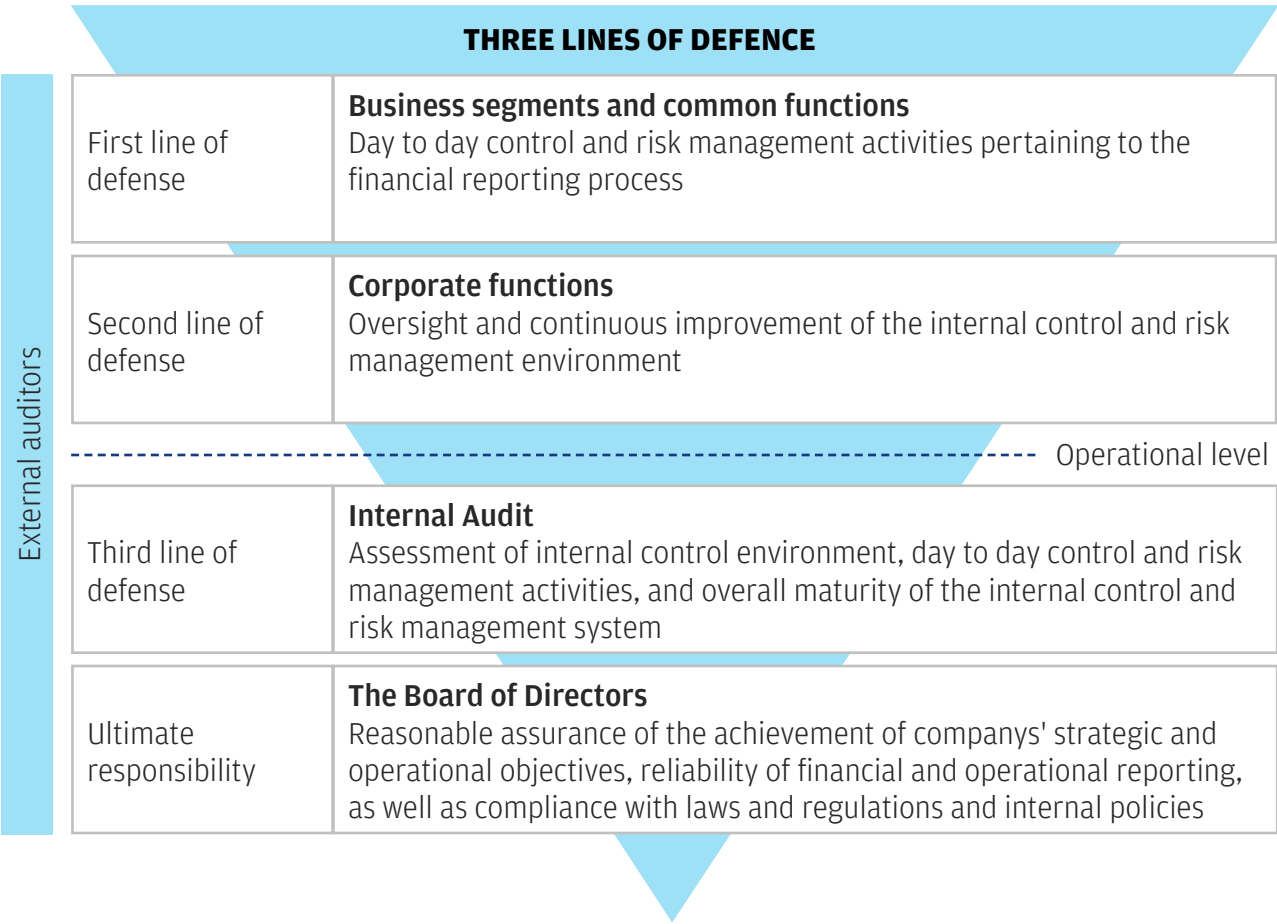 THREE LINES OF DEFENCE
External auditors
First line of
defense
Business segments and common functions
Day to day control and risk management activities pertaining to the
financial reporting process
Second line of
defense
Corporate functions
Oversight and continuous improvement of the internal control and risk
management environment
Operational level
Third line of
defense
Internal Audit
Assessment of internal control environment, day to day control and risk
management activities, and overall maturity of the internal control and
risk management system
Ultimate
responsibility
The Board of Directors
Reasonable assurance of the achievement of companys' strategic and
operational objectives, reliability of financial and operational reporting,
as well as compliance with laws and regulations and internal policies